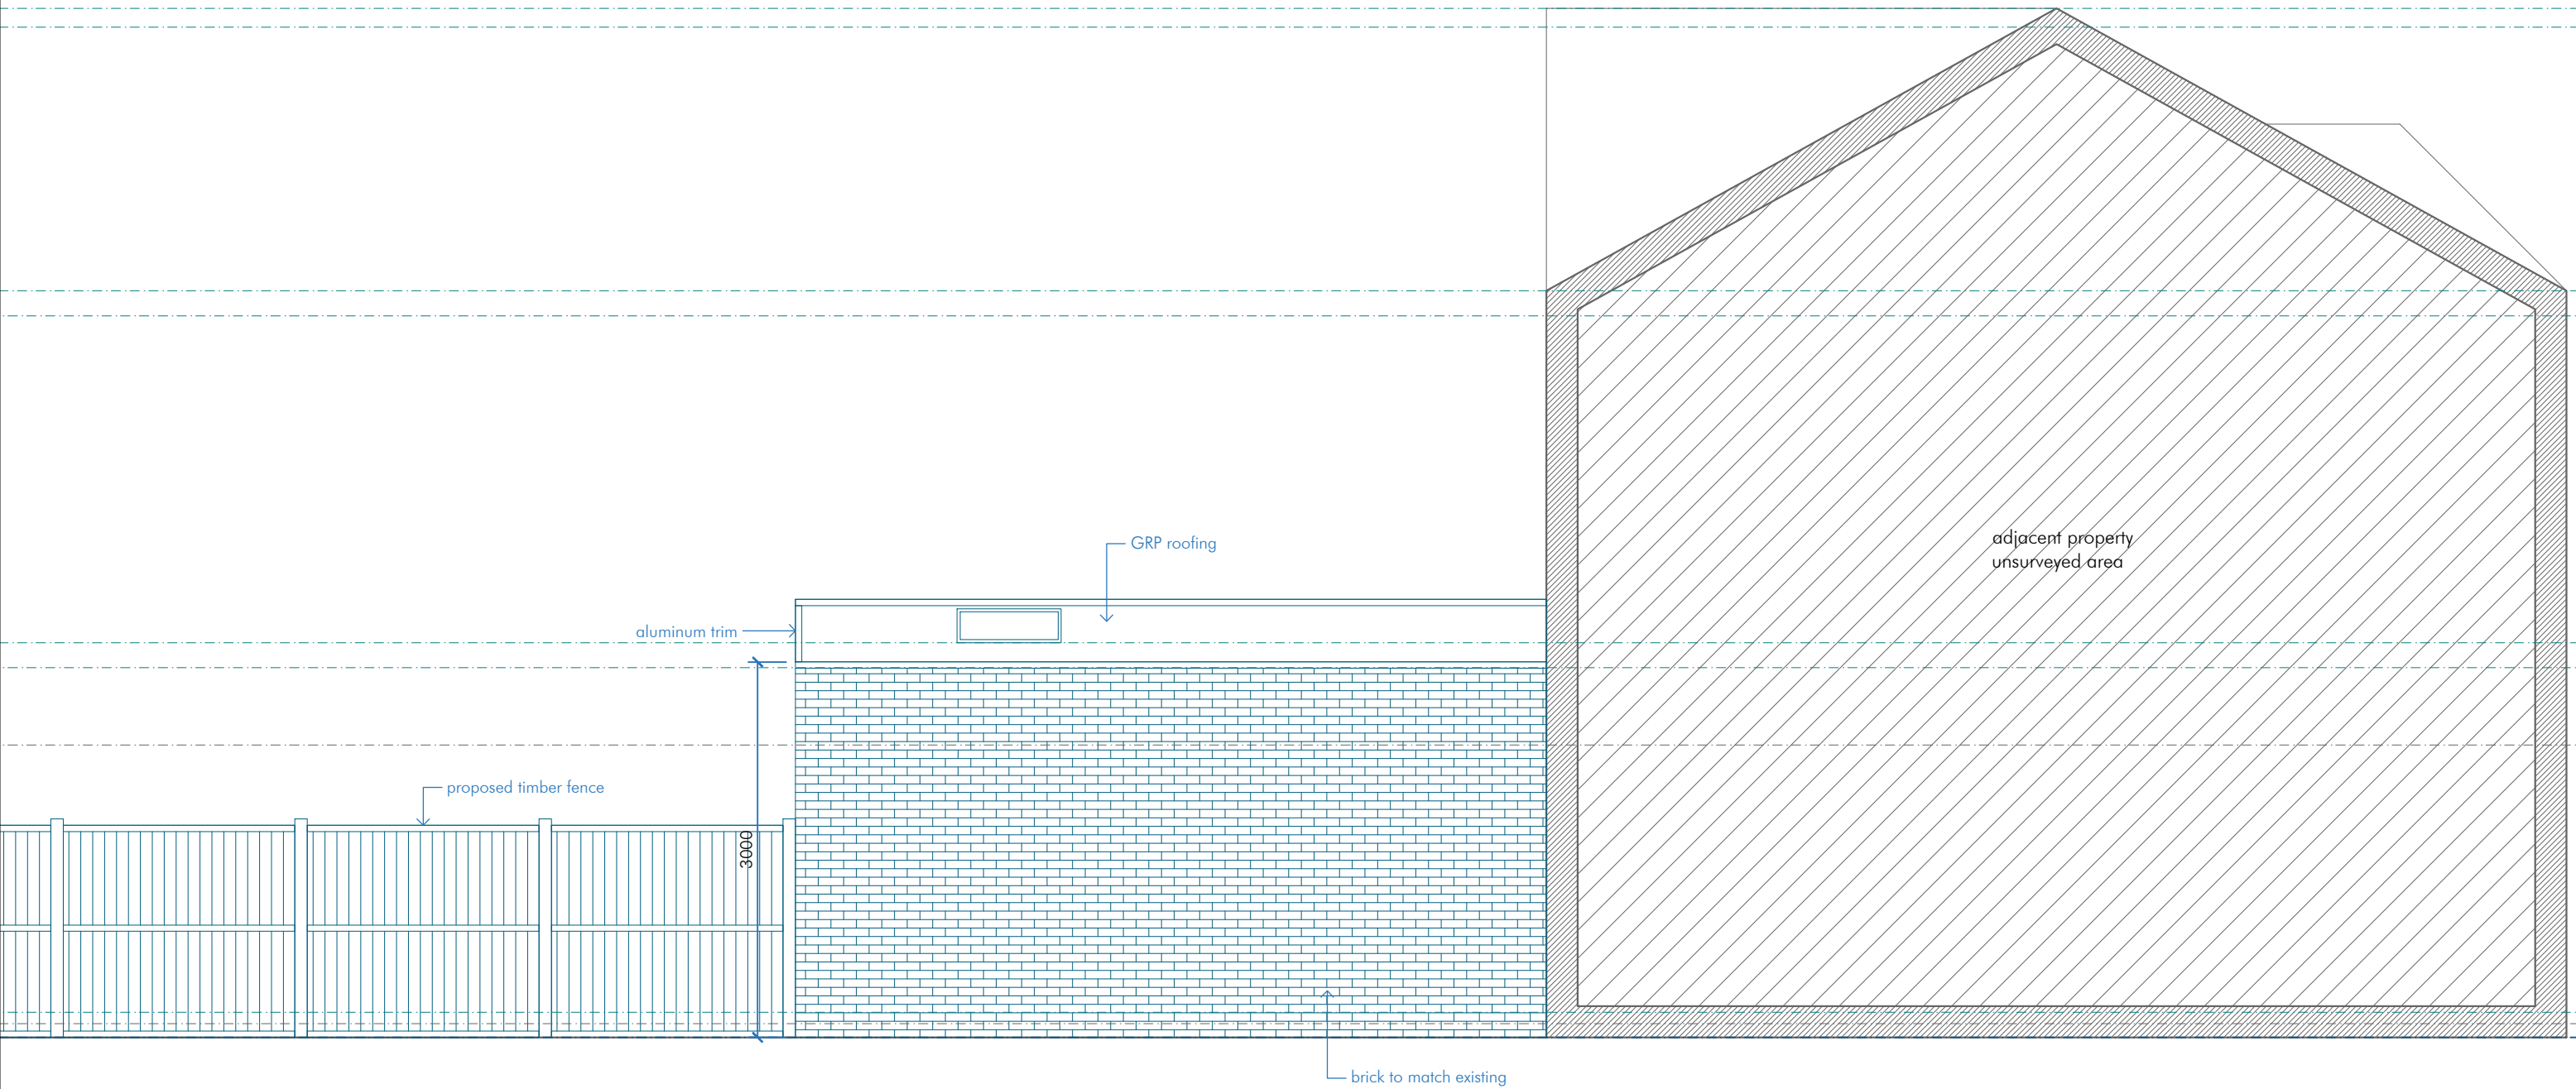 GRP roofing
adjacent property
unsurveyed area
aluminum trim
proposed timber fence
3000
brick to match existing